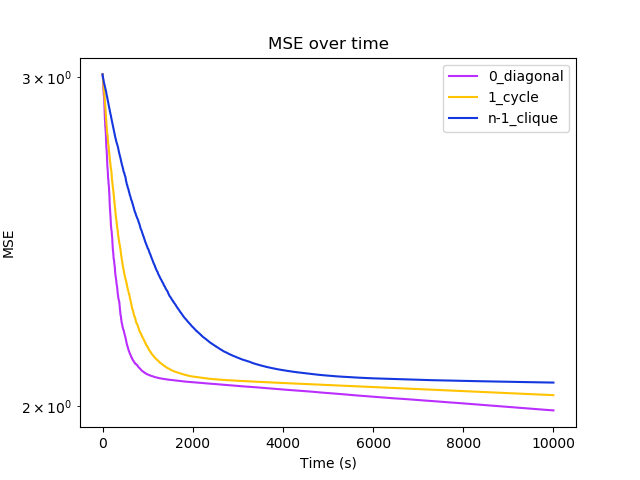 MSE over time
0_diagonal
1_cycle
n-1_clique
3 × 10⁰
2 × 10⁰
MSE
0 2000 4000 6000 8000 10000
Time (s)